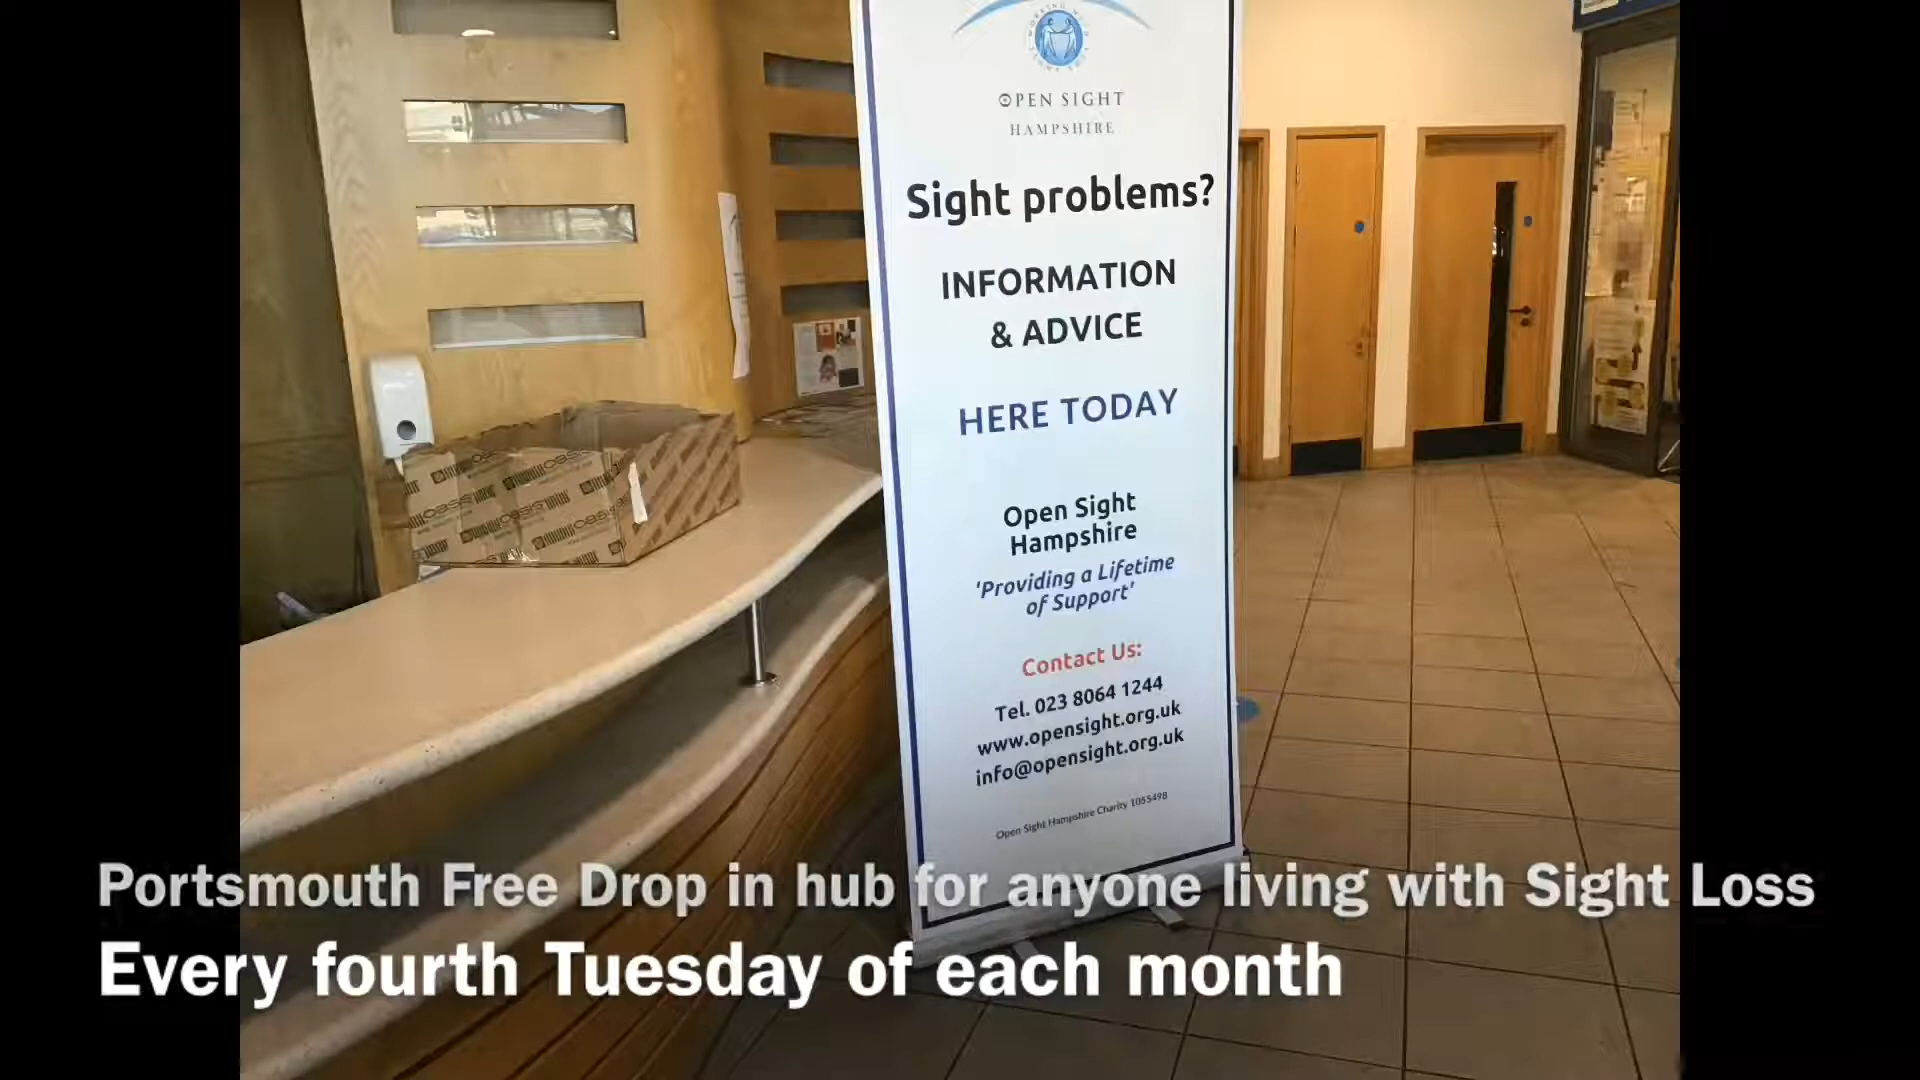 OPEN SIGHT
HAMPSHIRE
Sight problems?
INFORMATION
& ADVICE
HERE TODAY
Open Sight
Hampshire
'Providing a Lifetime
of Support'
Contact Us:
Tel. 023 8064 1244
www.opensight.org.uk
info@opensight.org.uk
Open Sight Hampshire Charity 1055498
Portsmouth Free Drop in hub for anyone living with Sight Loss
Every fourth Tuesday of each month